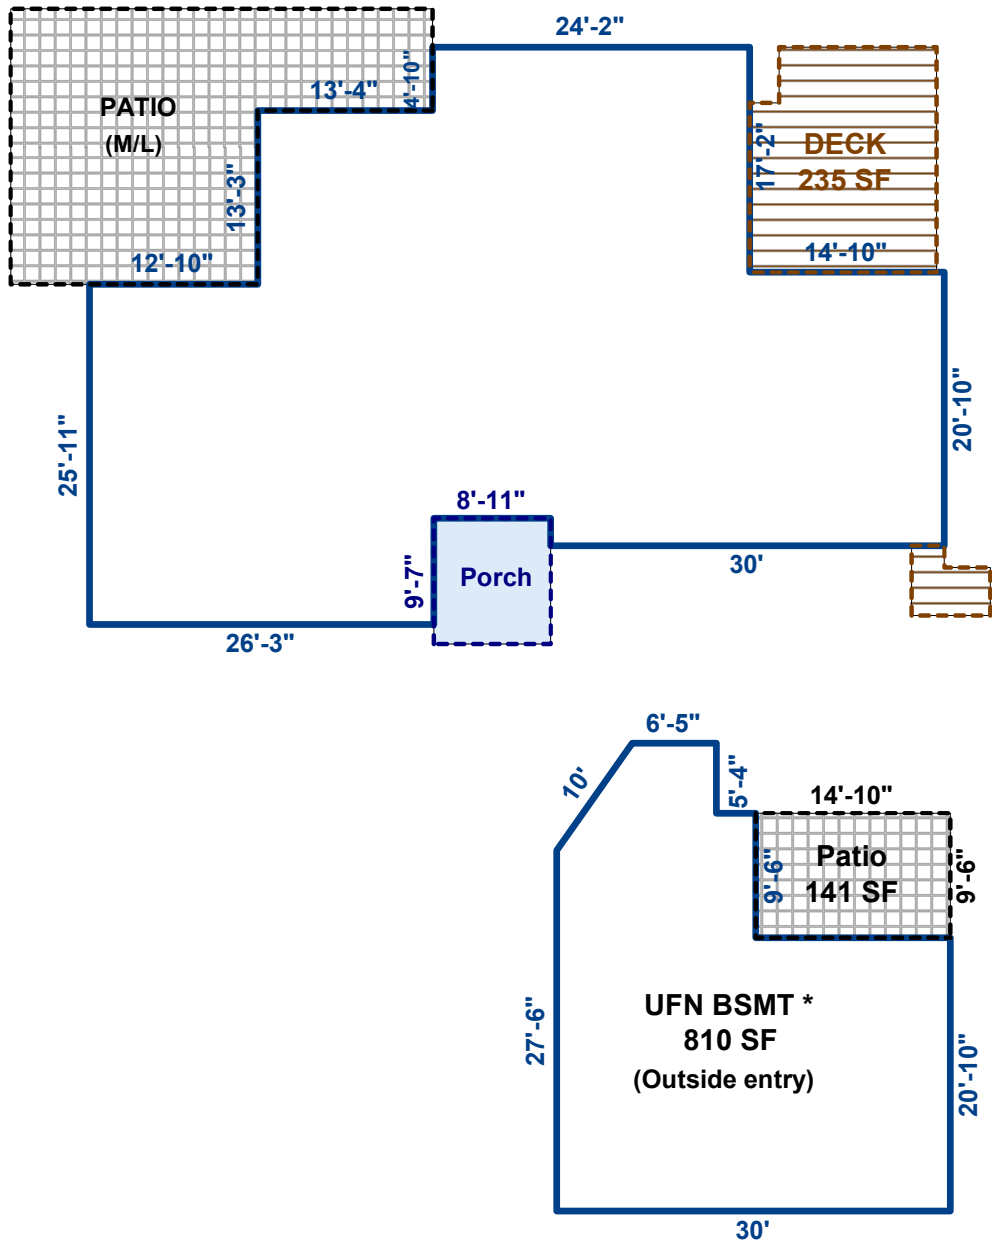 24'-2"
4'-10"
13'-4"
PATIO
(M/L)
17'-2"
DECK
235 SF
13'-3"
12'-10"
14'-10"
20'-10"
25'-11"
8'-11"
9'-7"
Porch
30'
26'-3"
6'-5"
10'
5'-4"
14'-10"
9'-6"
Patio
141 SF
9'-6"
UFN BSMT *
810 SF
(Outside entry)
27'-6"
20'-10"
30'